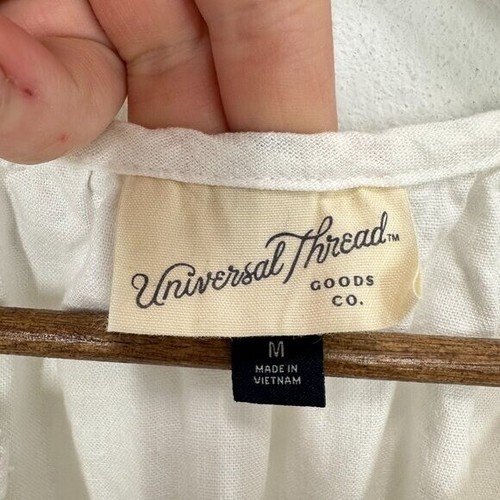 Universal Thread™
GOODS
CO.
M
MADE IN
VIETNAM